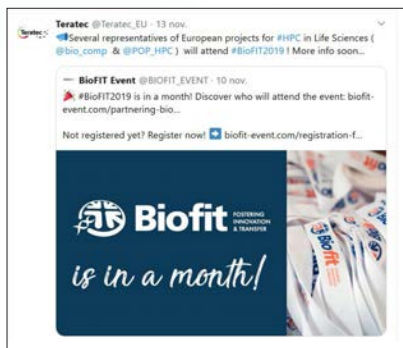 Teratec @Teratec_EU · 13 nov.
Several representatives of European projects for #HPC in Life Sciences (
@bio_comp & @POP_HPC ) will attend #BioFIT2019 ! More info soon...
Teratec
BioFIT Event @BIOFIT_EVENT · 10 nov.
#BioFIT2019 is in a month! Discover who will attend the event: biofit-
event.com/partnering-bio...
Not registered yet? Register now! ➡ biofit-event.com/registration-f...
Biofit
FOSTERING
INNOVATION
& TRANSFER
is in a month!
Biofit